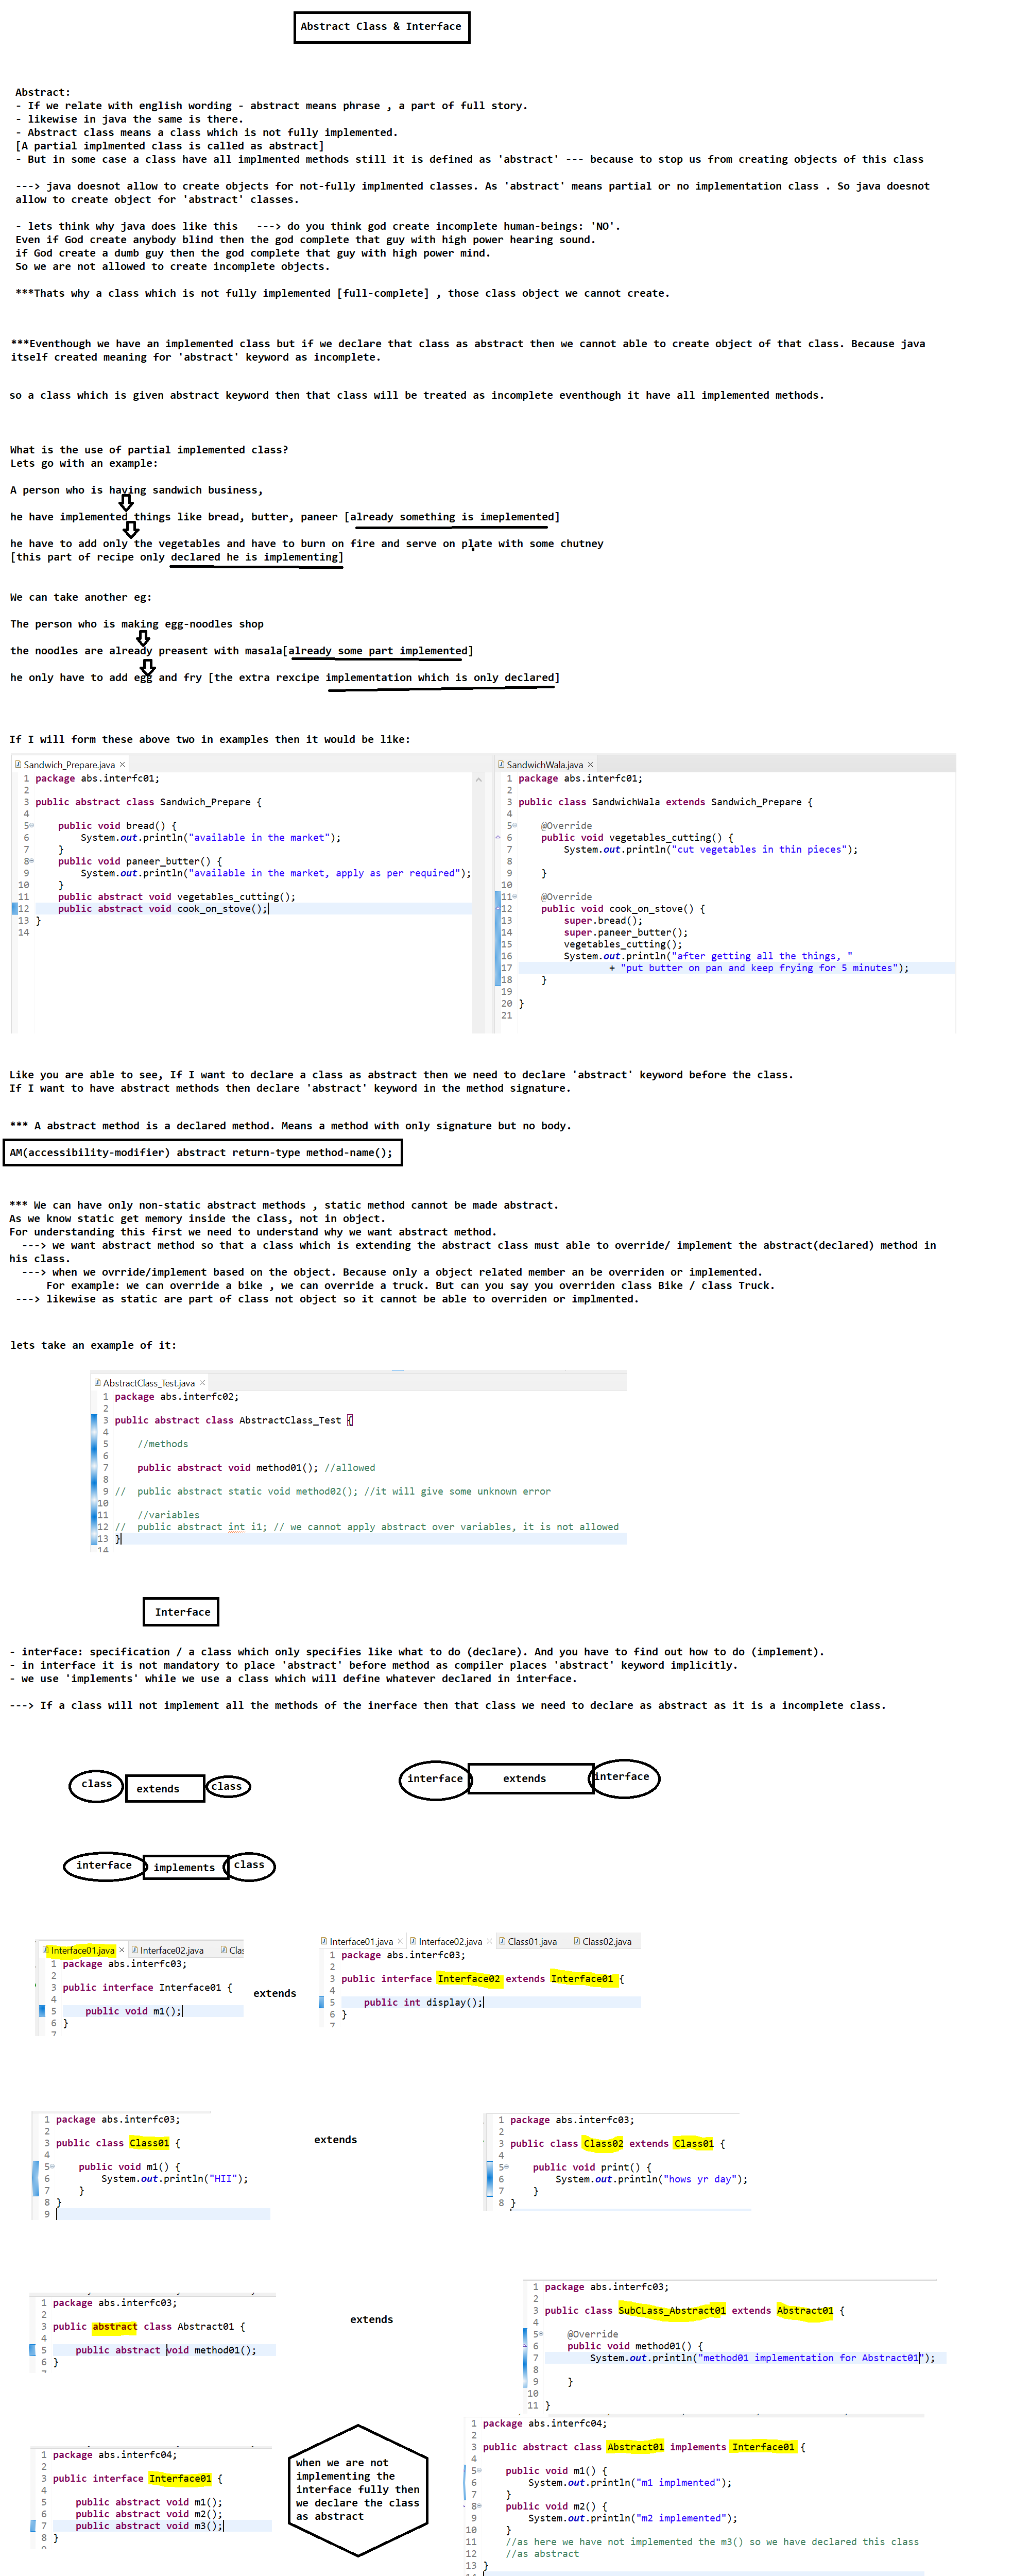 Abstract Class & Interface
Abstract:
- If we relate with english wording - abstract means phrase , a part of full story.
- likewise in java the same is there.
- Abstract class means a class which is not fully implemented.
[A partial implmented class is called as abstract]
- But in some case a class have all implmented methods still it is defined as 'abstract' --- because to stop us from creating objects of this class
---> java doesnot allow to create objects for not-fully implmented classes. As 'abstract' means partial or no implementation class . So java doesnot
allow to create object for 'abstract' classes.
- lets think why java does like this ---> do you think god create incomplete human-beings: 'NO'.
Even if God create anybody blind then the god complete that guy with high power hearing sound.
if God create a dumb guy then the god complete that guy with high power mind.
So we are not allowed to create incomplete objects.
***Thats why a class which is not fully implemented [full-complete] , those class object we cannot create.
***Eventhough we have an implemented class but if we declare that class as abstract then we cannot able to create object of that class. Because java
itself created meaning for 'abstract' keyword as incomplete.
so a class which is given abstract keyword then that class will be treated as incomplete eventhough it have all implemented methods.
What is the use of partial implemented class?
Lets go with an example:
A person who is having sandwich business,
he have implemented things like bread, butter, paneer [already something is imeplemented]
he have to add only the vegetables and have to burn on fire and serve on plate with some chutney
[this part of recipe only declared he is implementing]
We can take another eg:
The person who is making egg-noodles shop
the noodles are already preasent with masala[already some part implemented]
he only have to add egg and fry [the extra rexcipe implementation which is only declared]
If I will form these above two in examples then it would be like:
Sandwich_Prepare.java
1 package abs.interfc01;
2
3 public abstract class Sandwich_Prepare {
4
5 public void bread() {
6 System.out.println("available in the market");
7 }
8 public void paneer_butter() {
9 System.out.println("available in the market, apply as per required");
10 }
11 public abstract void vegetables_cutting();
12 public abstract void cook_on_stove();
13 }
14
SandwichWala.java
1 package abs.interfc01;
2
3 public class SandwichWala extends Sandwich_Prepare {
4
5 @Override
6 public void vegetables_cutting() {
7 System.out.println("cut vegetables in thin pieces");
8
9 }
10
11 @Override
12 public void cook_on_stove() {
13 super.bread();
14 super.paneer_butter();
15 vegetables_cutting();
16 System.out.println("after getting all the things, "
17 + "put butter on pan and keep frying for 5 minutes");
18 }
19
20 }
21
Like you are able to see, If I want to declare a class as abstract then we need to declare 'abstract' keyword before the class.
If I want to have abstract methods then declare 'abstract' keyword in the method signature.
*** A abstract method is a declared method. Means a method with only signature but no body.
AM(accessibility-modifier) abstract return-type method-name();
*** We can have only non-static abstract methods , static method cannot be made abstract.
As we know static get memory inside the class, not in object.
For understanding this first we need to understand why we want abstract method.
---> we want abstract method so that a class which is extending the abstract class must able to override/ implement the abstract(declared) method in
his class.
---> when we ovrride/implement based on the object. Because only a object related member an be overriden or implemented.
For example: we can override a bike , we can override a truck. But can you say you overriden class Bike / class Truck.
---> likewise as static are part of class not object so it cannot be able to overriden or implmented.
lets take an example of it:
AbstractClass_Test.java
1 package abs.interfc02;
2
3 public abstract class AbstractClass_Test {
4
5 //methods
6
7 public abstract void method01(); //allowed
8
9 // public abstract static void method02(); //it will give some unknown error
10
11 //variables
12 // public abstract int i1; // we cannot apply abstract over variables, it is not allowed
13 }
14
Interface
- interface: specification / a class which only specifies like what to do (declare). And you have to find out how to do (implement).
- in interface it is not mandatory to place 'abstract' before method as compiler places 'abstract' keyword implicitly.
- we use 'implements' while we use a class which will define whatever declared in interface.
---> If a class will not implement all the methods of the inerface then that class we need to declare as abstract as it is a incomplete class.
class extends class
interface extends interface
interface implements class
Interface01.java Interface02.java Clas
1 package abs.interfc03;
2
3 public interface Interface01 {
4
5 public void m1();
6 }
7
extends
Interface01.java Interface02.java Class01.java Class02.java
1 package abs.interfc03;
2
3 public interface Interface02 extends Interface01 {
4
5 public int display();
6 }
7
1 package abs.interfc03;
2
3 public class Class01 {
4
5 public void m1() {
6 System.out.println("HII");
7 }
8 }
9
extends
1 package abs.interfc03;
2
3 public class Class02 extends Class01 {
4
5 public void print() {
6 System.out.println("hows yr day");
7 }
8 }
1 package abs.interfc03;
2
3 public abstract class Abstract01 {
4
5 public abstract void method01();
6 }
extends
1 package abs.interfc03;
2
3 public class SubCLass_Abstract01 extends Abstract01 {
4
5 @Override
6 public void method01() {
7 System.out.println("method01 implementation for Abstract01");
8
9 }
10
11 }
1 package abs.interfc04;
2
3 public interface Interface01 {
4
5 public abstract void m1();
6 public abstract void m2();
7 public abstract void m3();
8 }
when we are not
implementing the
interface fully then
we declare the class
as abstract
1 package abs.interfc04;
2
3 public abstract class Abstract01 implements Interface01 {
4
5 public void m1() {
6 System.out.println("m1 implmented");
7 }
8 public void m2() {
9 System.out.println("m2 implemented");
10 }
11 //as here we have not implemented the m3() so we have declared this class
12 //as abstract
13 }